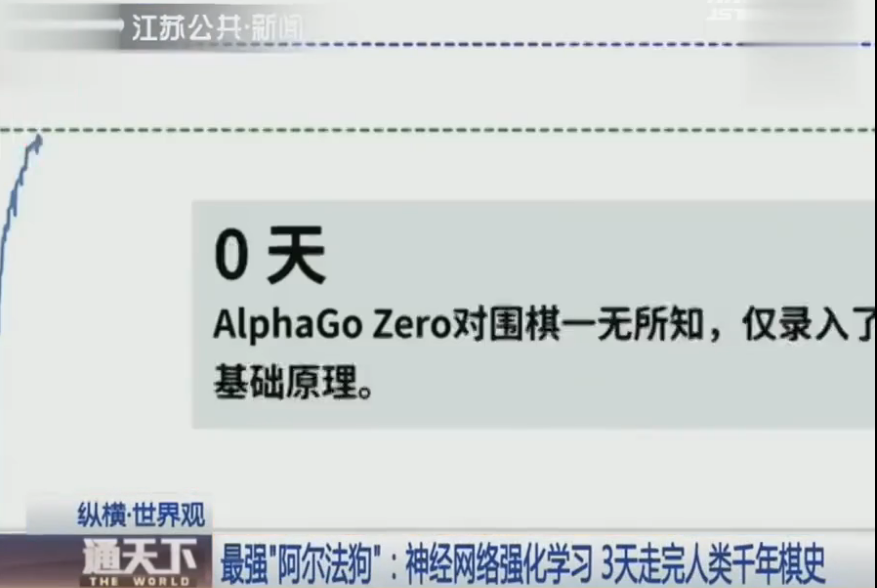 江苏公共·新闻
0 天
AlphaGo Zero对围棋一无所知，仅录入了
基础原理。
纵横·世界观
通天下
THE WORLD
最强"阿尔法狗"：神经网络强化学习 3天走完人类千年棋史